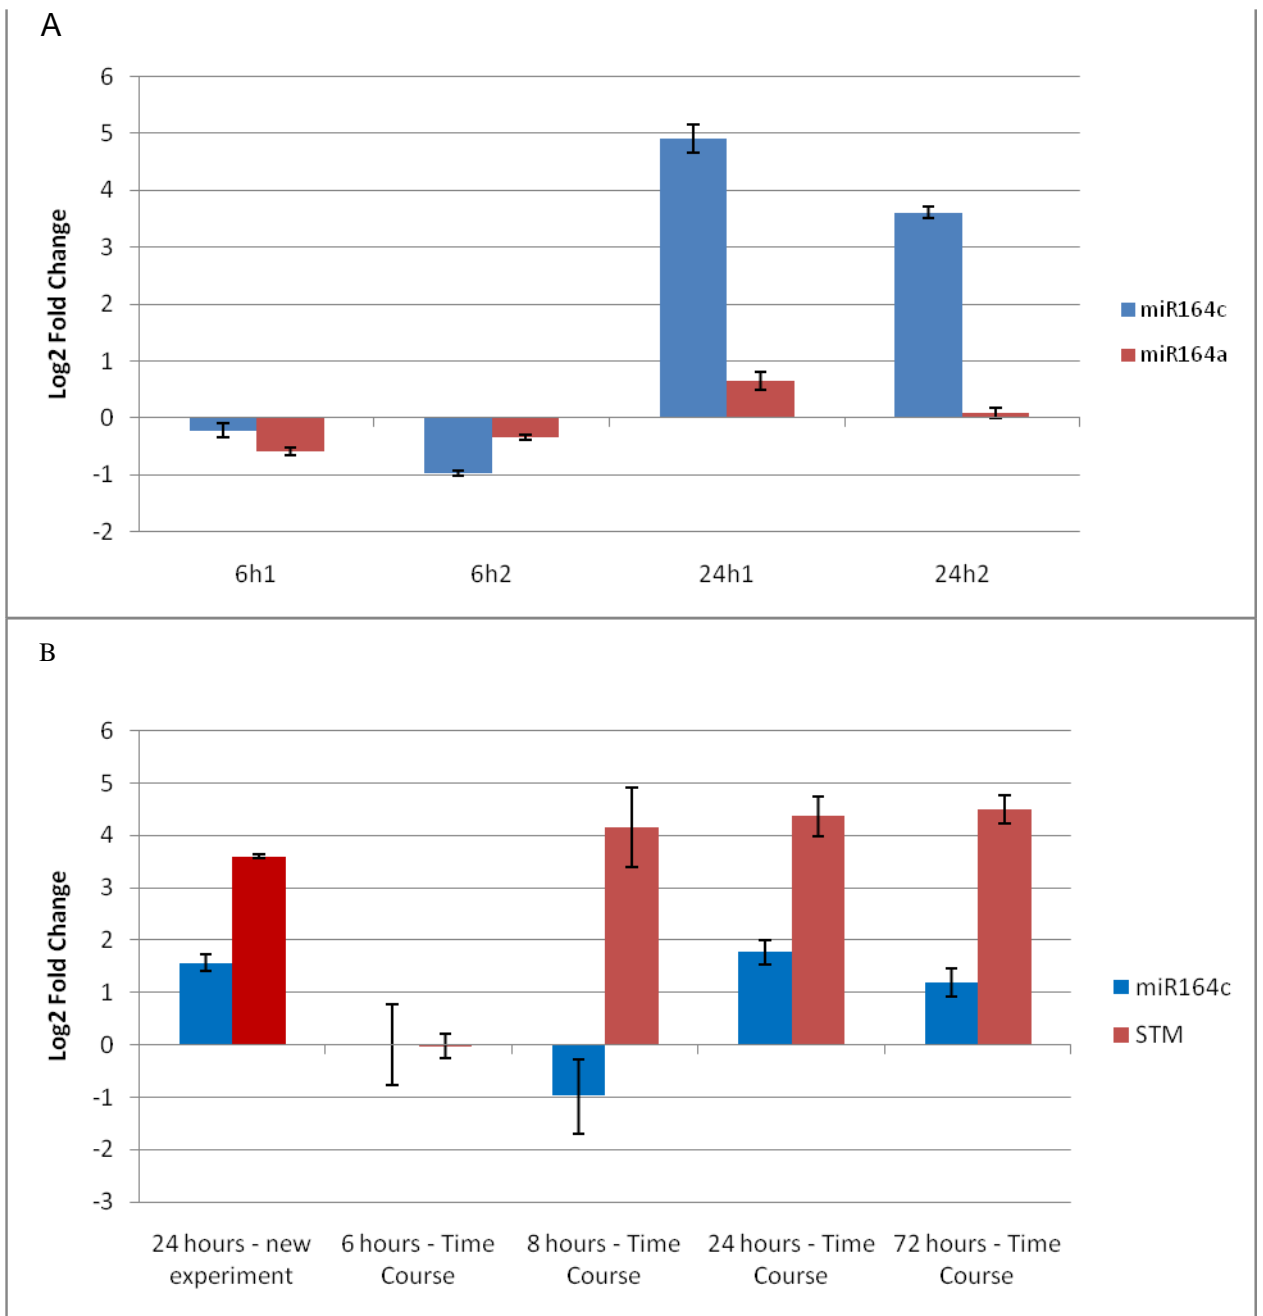 A
6
5
4
3
2
1
0
-1
-2
Log2 Fold Change
6h1
6h2
24h1
24h2
miR164c
miR164a
B
6
5
4
3
2
1
0
-1
-2
-3
Log2 Fold Change
24 hours - new
experiment
6 hours - Time
Course
8 hours - Time
Course
24 hours - Time
Course
72 hours - Time
Course
miR164c
STM